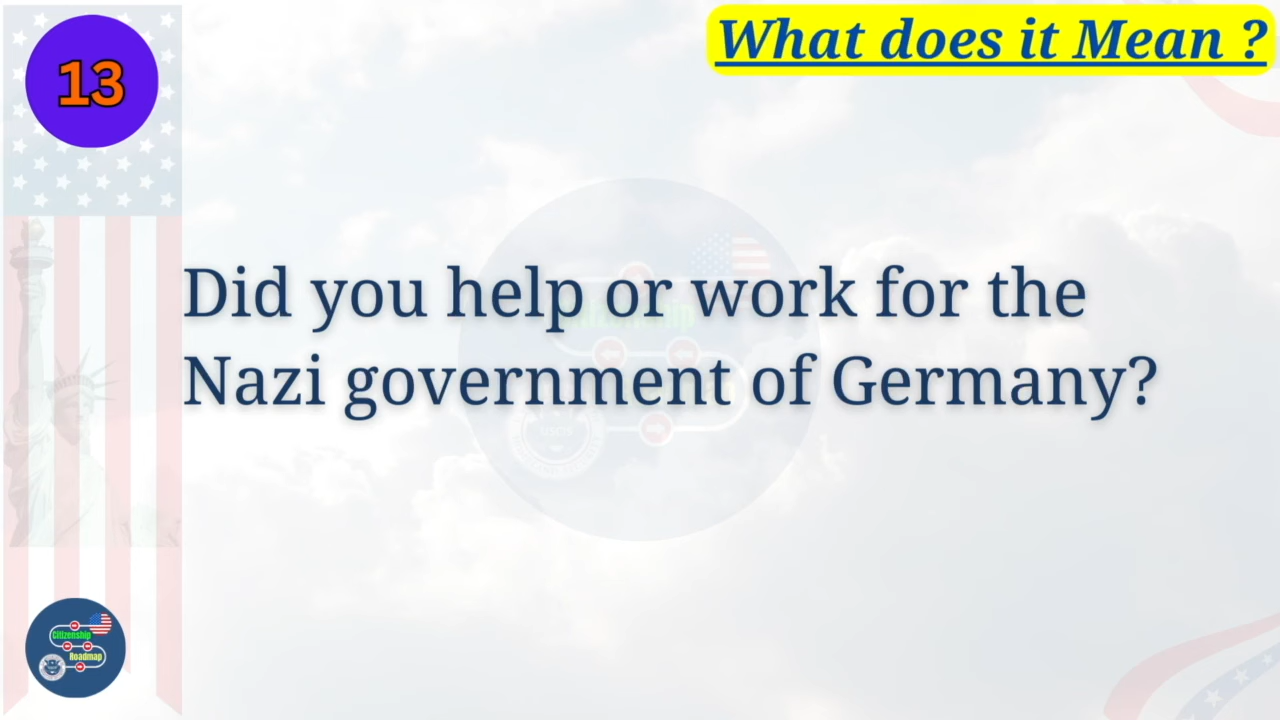 13
What does it Mean ?
Did you help or work for the
Nazi government of Germany?
Citizenship
Roadmap